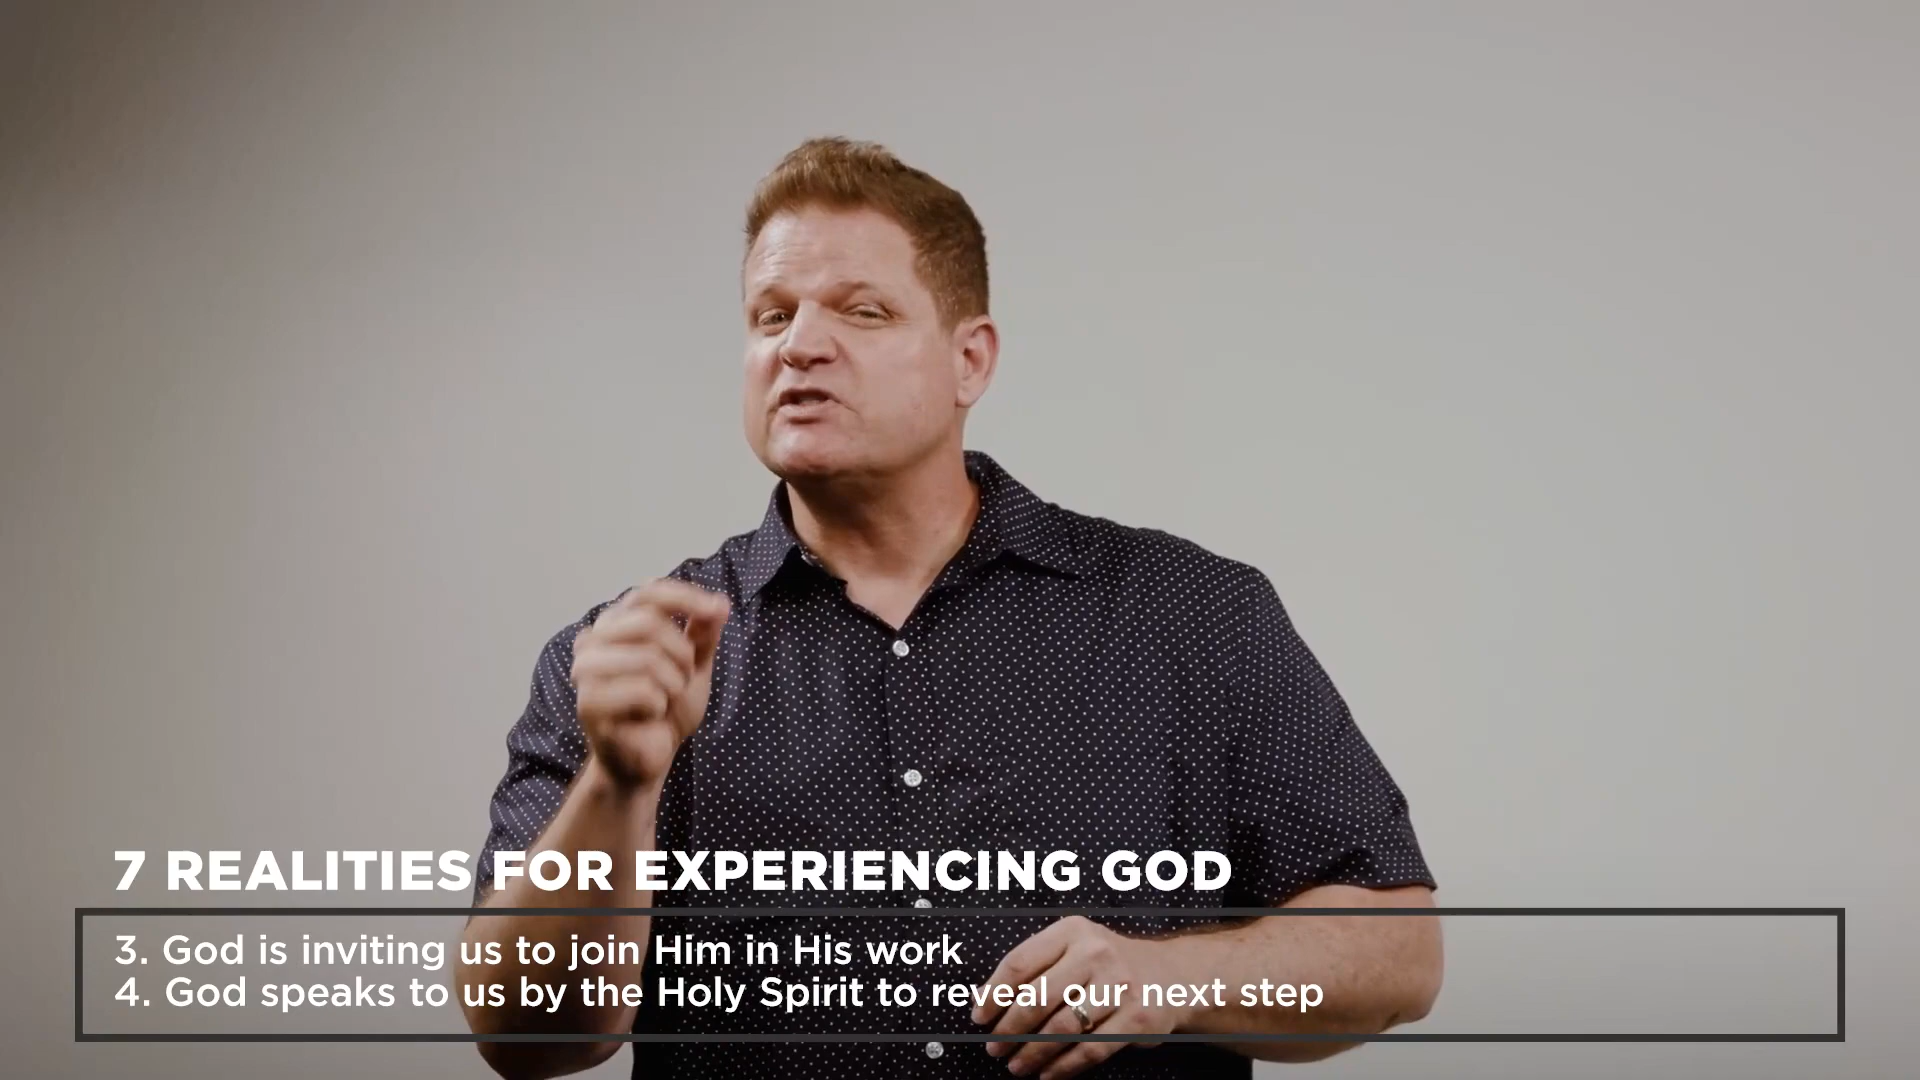 7 REALITIES FOR EXPERIENCING GOD
3. God is inviting us to join Him in His work
4. God speaks to us by the Holy Spirit to reveal our next step